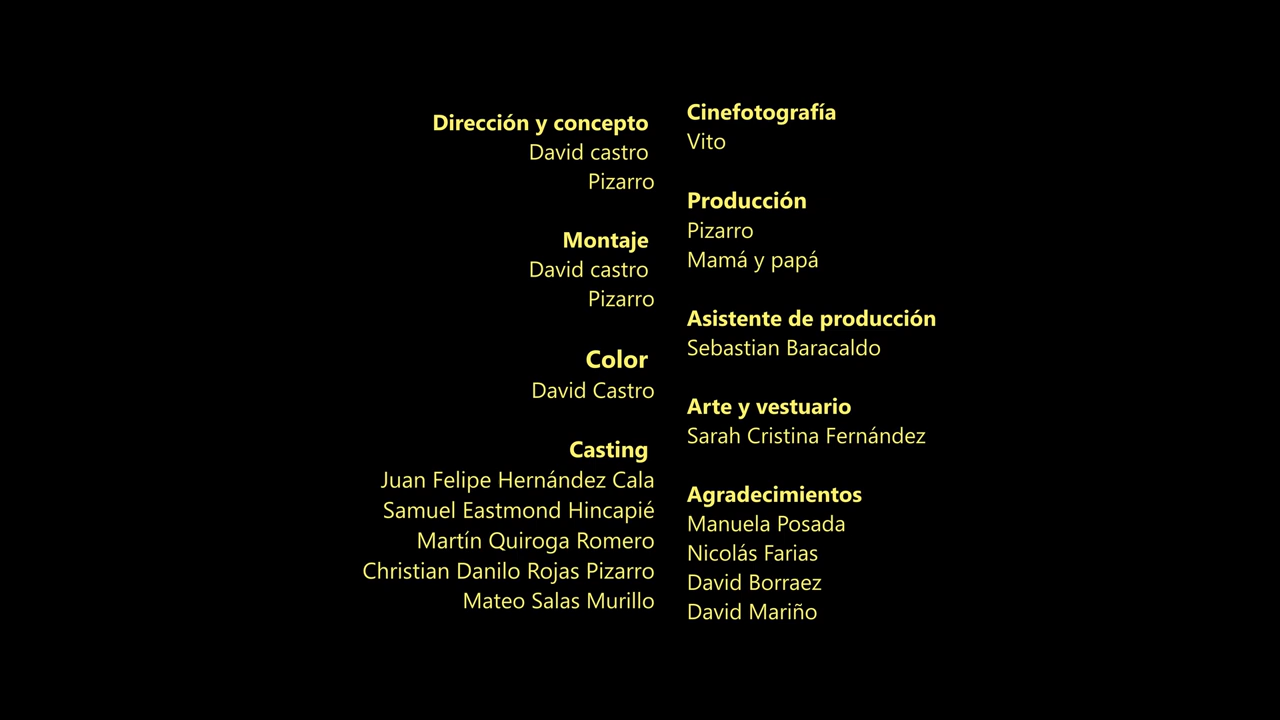 Dirección y concepto
David castro
Pizarro
Montaje
David castro
Pizarro
Color
David Castro
Casting
Juan Felipe Hernández Cala
Samuel Eastmond Hincapié
Martín Quiroga Romero
Christian Danilo Rojas Pizarro
Mateo Salas Murillo
Cinefotografía
Vito
Producción
Pizarro
Mamá y papá
Asistente de producción
Sebastian Baracaldo
Arte y vestuario
Sarah Cristina Fernández
Agradecimientos
Manuela Posada
Nicolás Farias
David Borraez
David Mariño